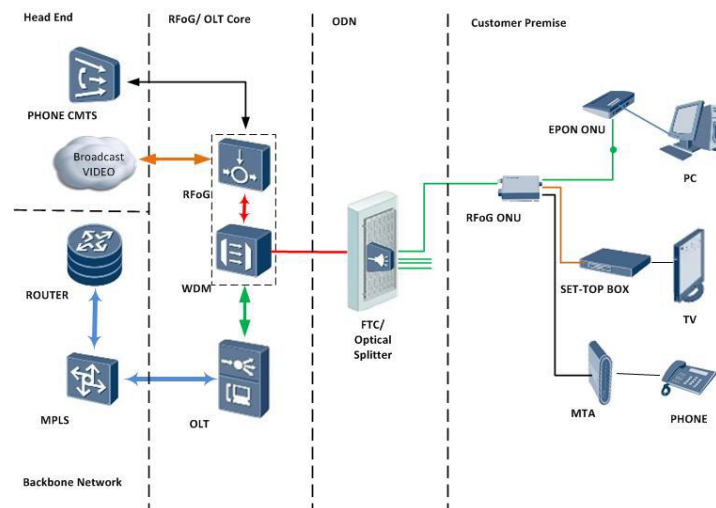 Head End
RFoG/ OLT Core
ODN
Customer Premise
PHONE CMTS
EPON ONU
PC
Broadcast
VIDEO
RFoG
RFoG ONU
ROUTER
WDM
SET-TOP BOX
TV
FTC/
Optical
Splitter
MPLS
OLT
MTA
PHONE
Backbone Network